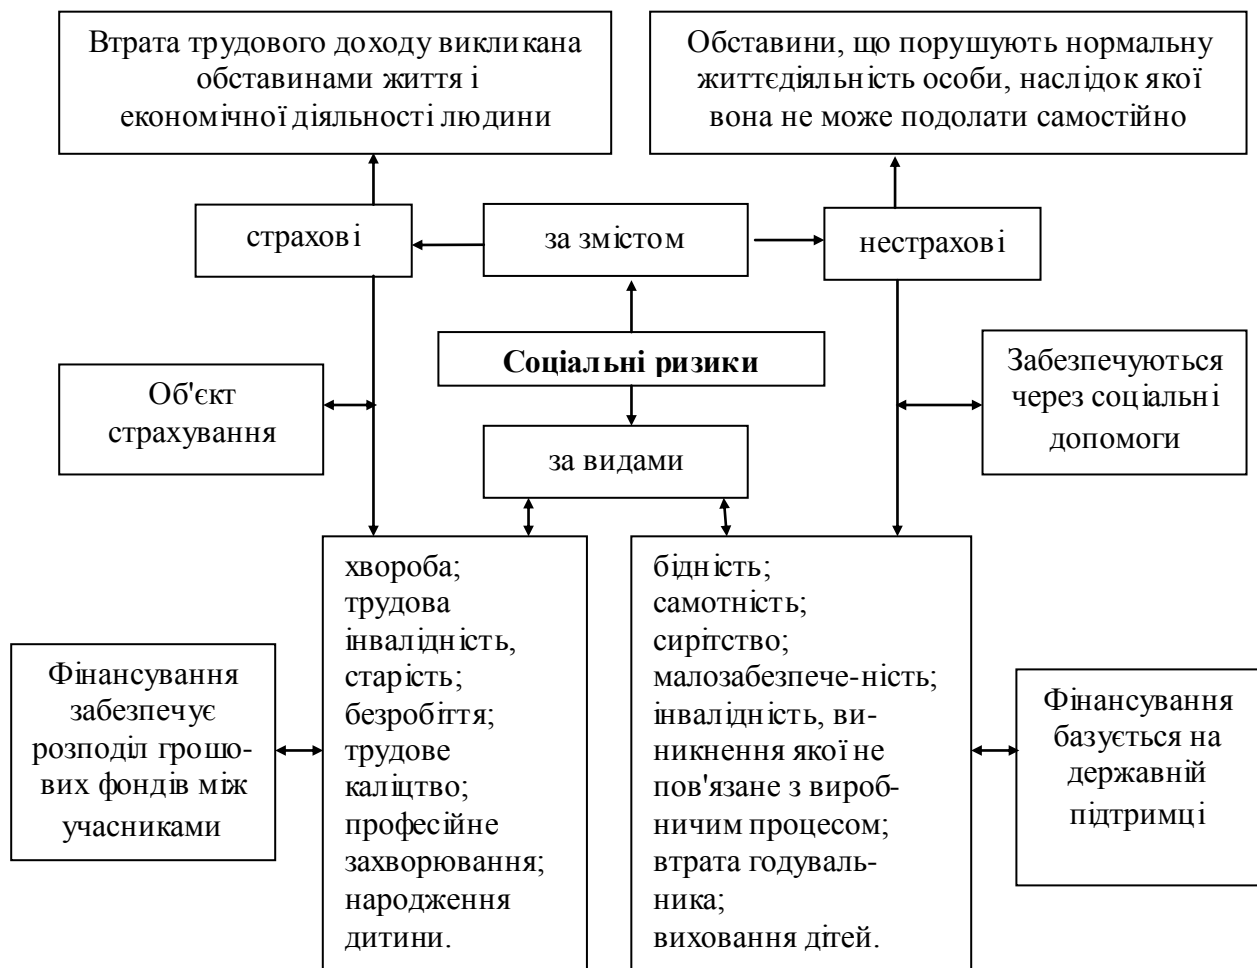 Втрата трудового доходу викликана
обставинами життя і
економічної діяльності людини
Обставини, що порушують нормальну
життєдіяльність особи, наслідок якої
вона не може подолати самостійно
страхові
за змістом
нестрахові
Соціальні ризики
Об'єкт
страхування
Забезпечуються
через соціальні
допомоги
за видами
хвороба;
трудова
інвалідність,
старість;
безробіття;
трудове
каліцтво;
професійне
захворювання;
народження
дитини.
бідність;
самотність;
сирітство;
малозабезпече-ність;
інвалідність, ви-
никнення якої не
пов'язане з вироб-
ничим процесом;
втрата годуваль-
ника;
виховання дітей.
Фінансування
забезпечує
розподіл грошо-
вих фондів між
учасниками
Фінансування
базується на
державній
підтримці